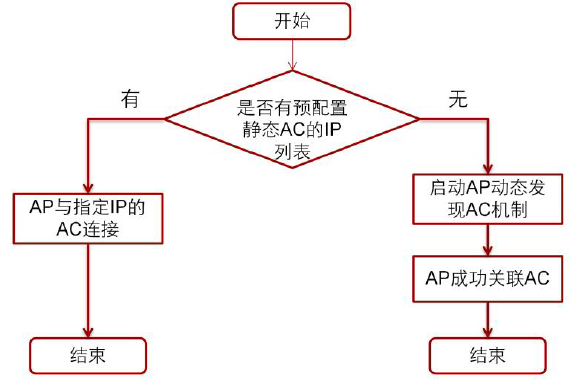 开始
是否有预配置
静态AC的IP
列表
有
无
AP与指定IP的
AC连接
启动AP动态发
现AC机制
AP成功关联AC
结束
结束